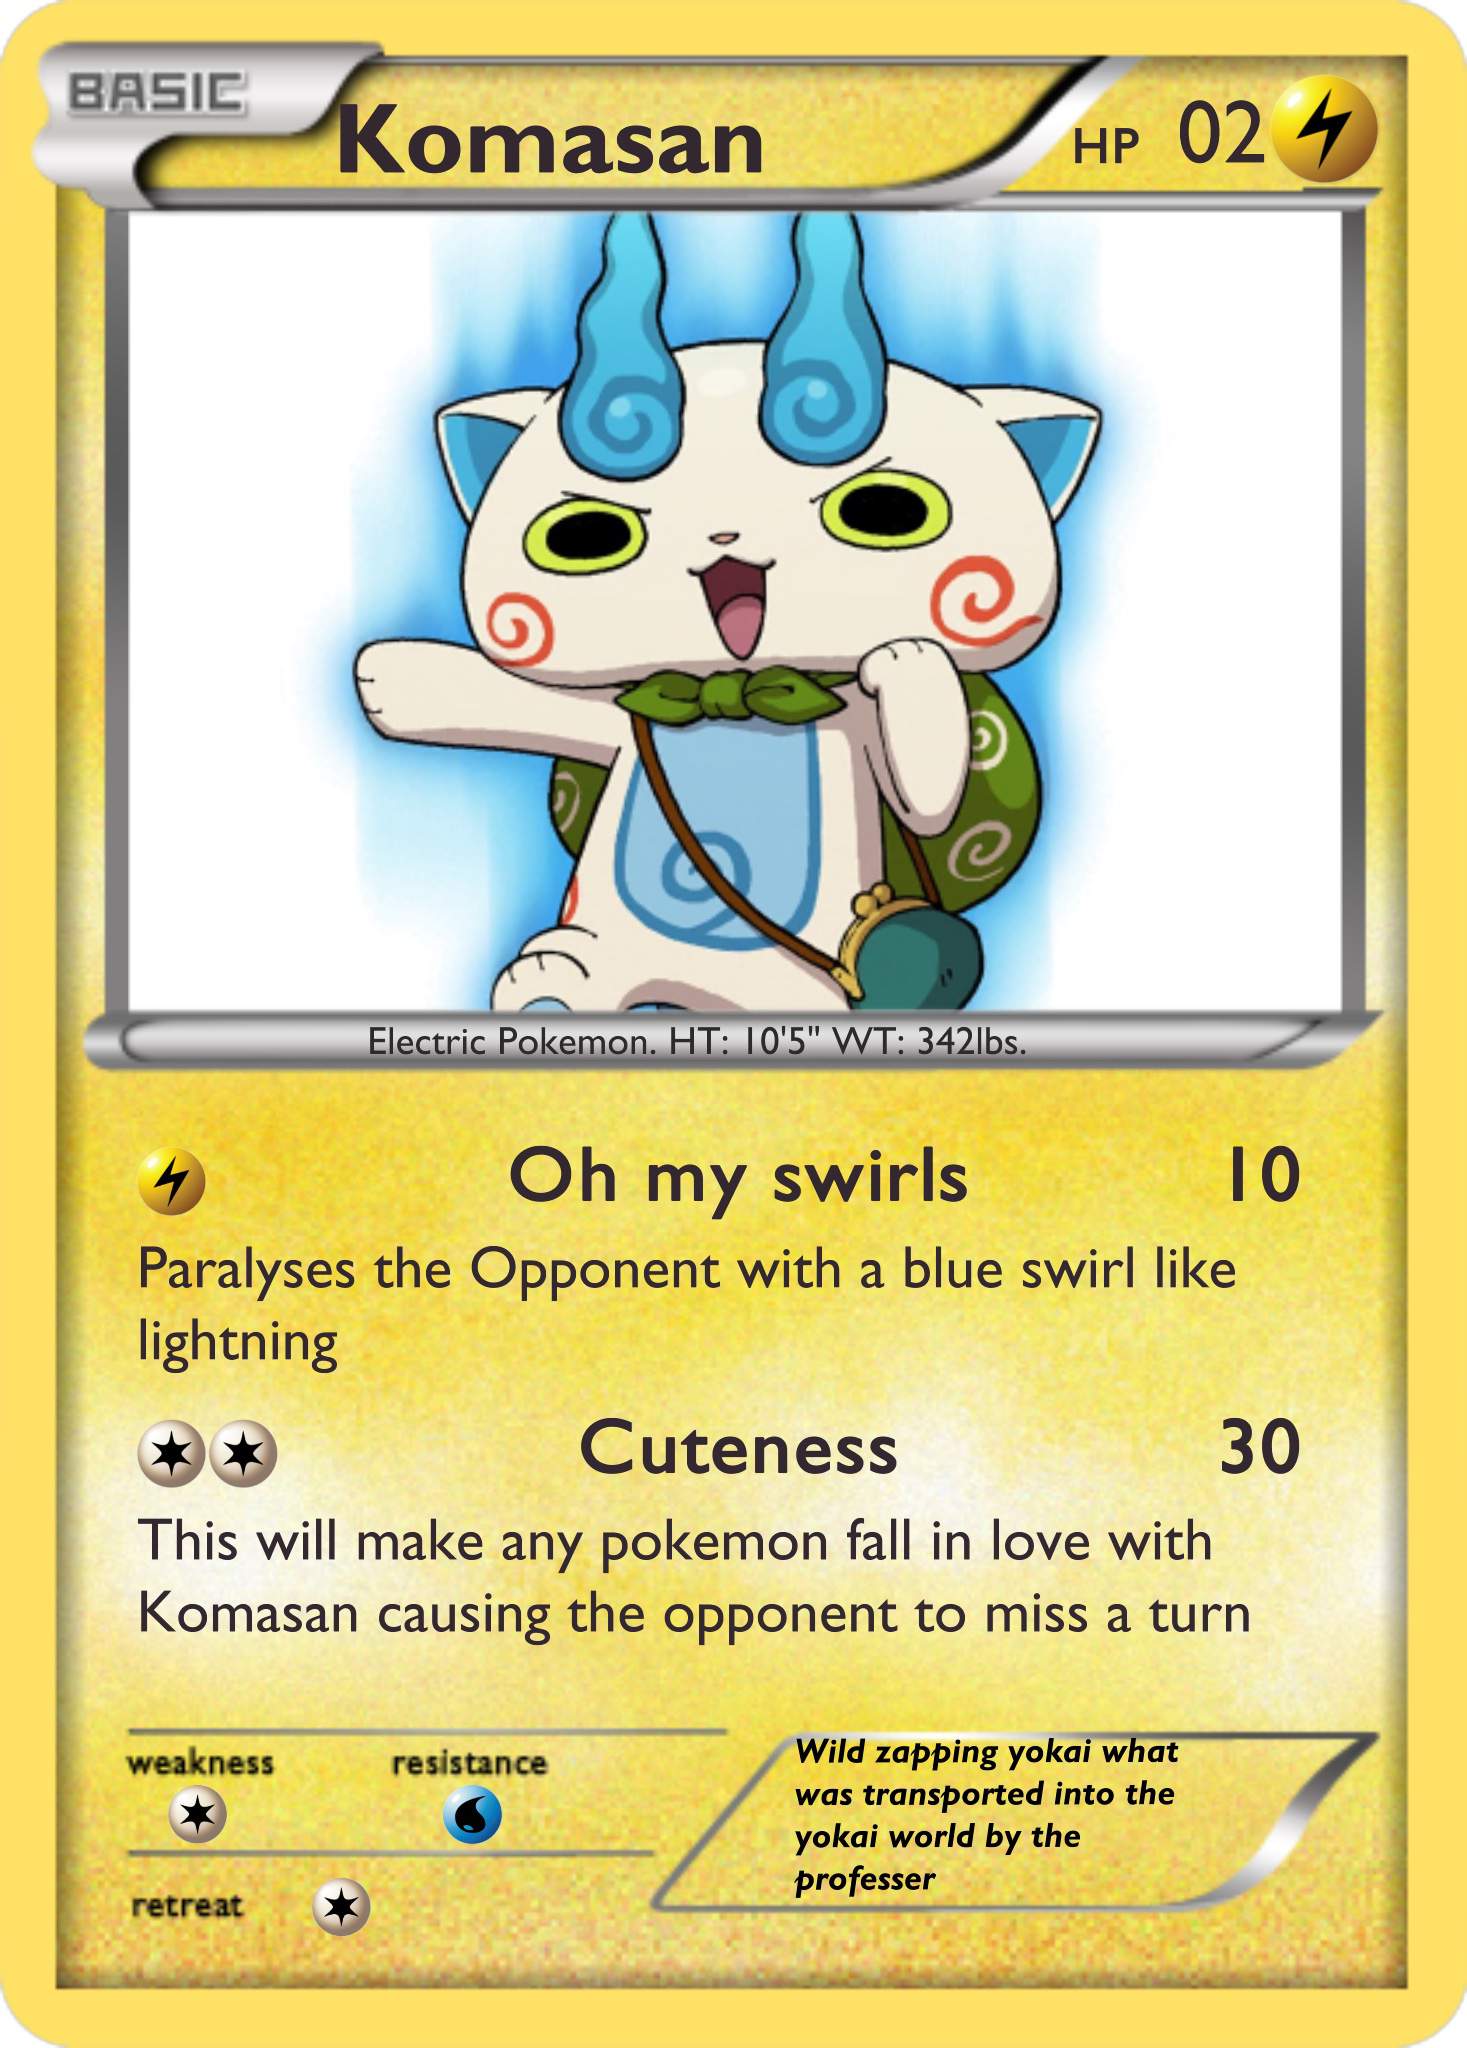 BASIC
Komasan
HP 02
Electric Pokemon. HT: 10'5" WT: 342lbs.
Oh my swirls 10
Paralyses the Opponent with a blue swirl like
lightning
Cuteness 30
This will make any pokemon fall in love with
Komasan causing the opponent to miss a turn
weakness
resistance
retreat
Wild zapping yokai what
was transported into the
yokai world by the
professer